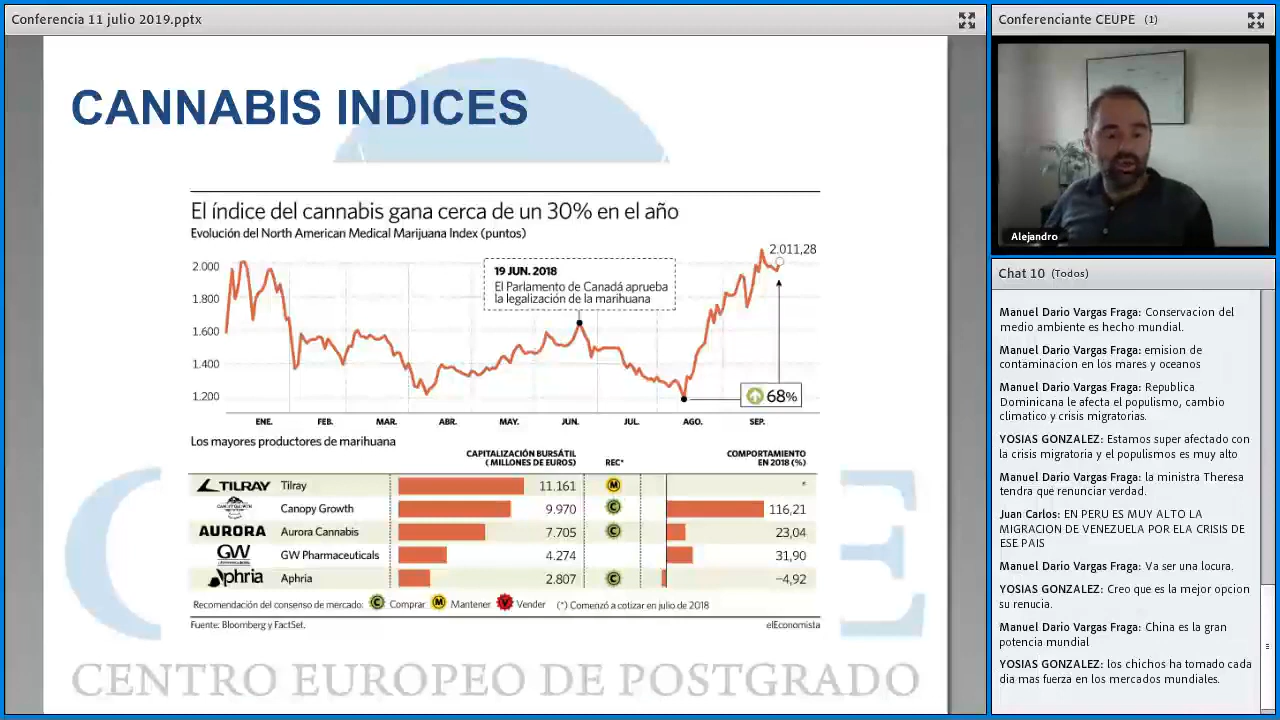 Conferencia 11 julio 2019.pptx
CANNABIS INDICES
El índice del cannabis gana cerca de un 30% en el año
Evolución del North American Medical Marijuana Index (puntos)
2.011,28
19 JUN. 2018
El Parlamento de Canadá aprueba
la legalización de la marihuana
2.000
1.800
1.600
1.400
1.200
68%
ENE. FEB. MAR. ABR. MAY. JUN. JUL. AGO. SEP.
Los mayores productores de marihuana
CAPITALIZACIÓN BURSÁTIL
(MILLONES DE EUROS)
REC*
COMPORTAMIENTO
EN 2018 (%)
TILRAY Tilray 11.161 M *
Canopy Growth 9.970 C 116,21
AURORA Aurora Cannabis 7.705 C 23,04
GW GW Pharmaceuticals 4.274 31,90
Aphria Aphria 2.807 C −4,92
Recomendación del consenso de mercado: C Comprar M Mantener V Vender (*) Comenzó a cotizar en julio de 2018
Fuente: Bloomberg y FactSet.
elEconomista
C E
CENTRO EUROPEO DE POSTGRADO
Conferenciante CEUPE (1)
Alejandro
Chat 10 (Todos)
Manuel Dario Vargas Fraga: Conservacion del
medio ambiente es hecho mundial.
Manuel Dario Vargas Fraga: emision de
contaminacion en los mares y oceanos
Manuel Dario Vargas Fraga: Republica
Dominicana le afecta el populismo, cambio
climatico y crisis migratorias.
YOSIAS GONZALEZ: Estamos super afectado con
la crisis migratoria y el populismos es muy alto
Manuel Dario Vargas Fraga: la ministra Theresa
tendra que renunciar verdad.
Juan Carlos: EN PERU ES MUY ALTO LA
MIGRACION DE VENEZUELA POR ELA CRISIS DE
ESE PAIS
Manuel Dario Vargas Fraga: Va ser una locura.
YOSIAS GONZALEZ: Creo que es la mejor opcion
su renucia.
Manuel Dario Vargas Fraga: China es la gran
potencia mundial
YOSIAS GONZALEZ: los chichos ha tomado cada
dia mas fuerza en los mercados mundiales.